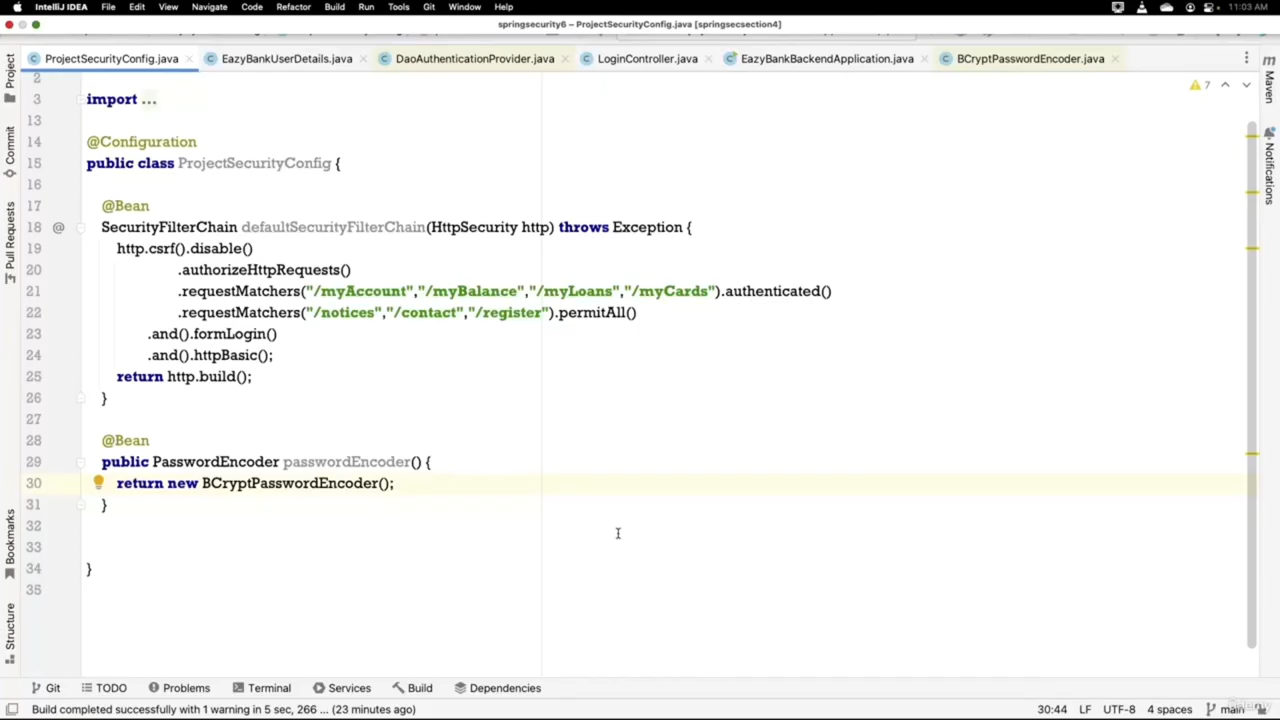 IntelliJ IDEA File Edit View Navigate Code Refactor Build Run Tools Git Window Help 11:03 AM
springsecurity6 – ProjectSecurityConfig.java [springsecsection4]
ProjectSecurityConfig.java EazyBankUserDetails.java DaoAuthenticationProvider.java LoginController.java EazyBankBackendApplication.java BCryptPasswordEncoder.java
Project
Commit
Pull Requests
Bookmarks
Structure
Maven
Notifications
7
2
3 import ...
13
14 @Configuration
15 public class ProjectSecurityConfig {
16
17 @Bean
18 @ SecurityFilterChain defaultSecurityFilterChain(HttpSecurity http) throws Exception {
19 http.csrf().disable()
20 .authorizeHttpRequests()
21 .requestMatchers("/myAccount","/myBalance","/myLoans","/myCards").authenticated()
22 .requestMatchers("/notices","/contact","/register").permitAll()
23 .and().formLogin()
24 .and().httpBasic();
25 return http.build();
26 }
27
28 @Bean
29 public PasswordEncoder passwordEncoder() {
30 return new BCryptPasswordEncoder();
31 }
32
33
34 }
35
Git TODO Problems Terminal Services Build Dependencies
Build completed successfully with 1 warning in 5 sec, 266 ... (23 minutes ago) 30:44 LF UTF-8 4 spaces main